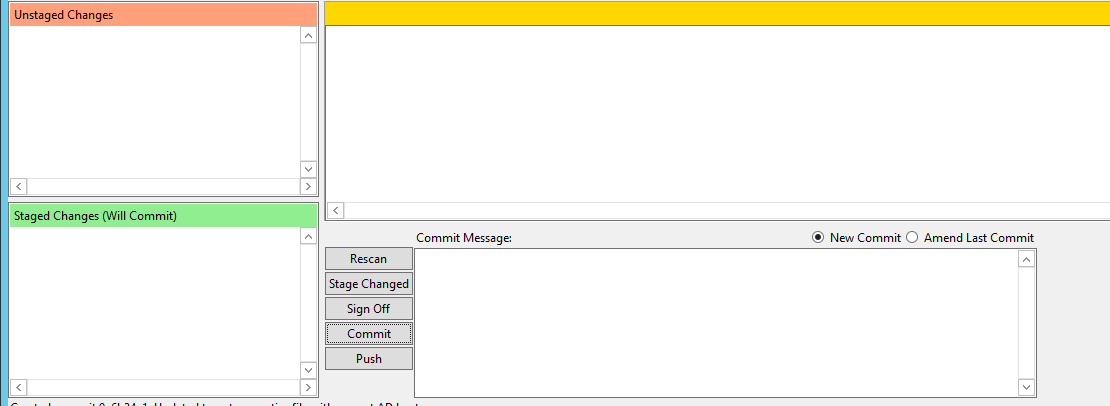 Unstaged Changes
Staged Changes (Will Commit)
Commit Message:
New Commit
Amend Last Commit
Rescan
Stage Changed
Sign Off
Commit
Push